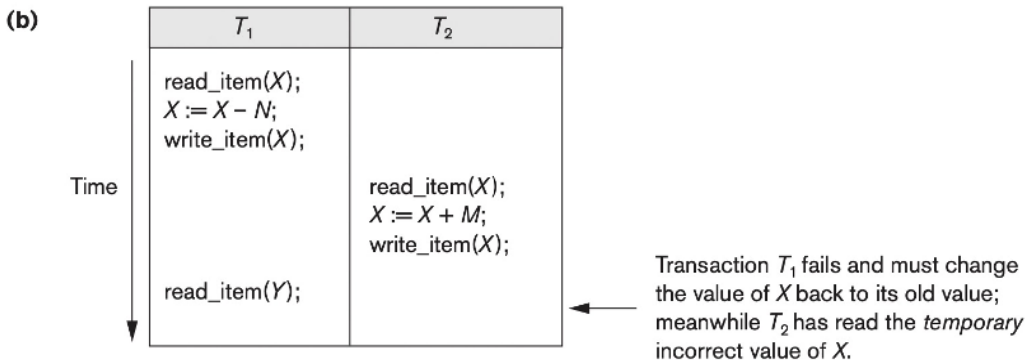 (b)
T1 T2
read_item(X);
X := X – N;
write_item(X);
Time
read_item(X);
X := X + M;
write_item(X);
read_item(Y);
Transaction T1 fails and must change
the value of X back to its old value;
meanwhile T2 has read the temporary
incorrect value of X.